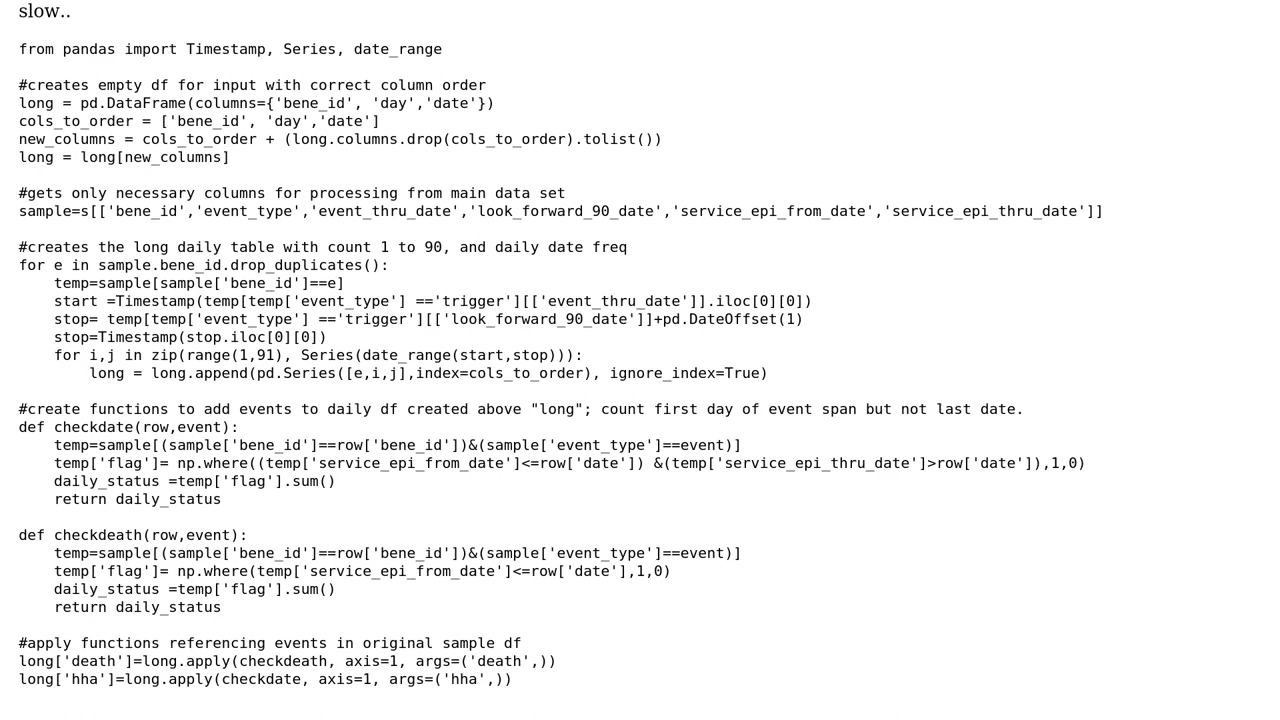 slow..
from pandas import Timestamp, Series, date_range
#creates empty df for input with correct column order
long = pd.DataFrame(columns={'bene_id', 'day','date'})
cols_to_order = ['bene_id', 'day','date']
new_columns = cols_to_order + (long.columns.drop(cols_to_order).tolist())
long = long[new_columns]
#gets only necessary columns for processing from main data set
sample=s[['bene_id','event_type','event_thru_date','look_forward_90_date','service_epi_from_date','service_epi_thru_date']]
#creates the long daily table with count 1 to 90, and daily date freq
for e in sample.bene_id.drop_duplicates():
    temp=sample[sample['bene_id']==e]
    start =Timestamp(temp[temp['event_type'] =='trigger'][['event_thru_date']].iloc[0][0])
    stop= temp[temp['event_type'] =='trigger'][['look_forward_90_date']]+pd.DateOffset(1)
    stop=Timestamp(stop.iloc[0][0])
    for i,j in zip(range(1,91), Series(date_range(start,stop))):
        long = long.append(pd.Series([e,i,j],index=cols_to_order), ignore_index=True)
#create functions to add events to daily df created above "long"; count first day of event span but not last date.
def checkdate(row,event):
    temp=sample[(sample['bene_id']==row['bene_id'])&(sample['event_type']==event)]
    temp['flag']= np.where((temp['service_epi_from_date']<=row['date']) &(temp['service_epi_thru_date']>row['date']),1,0)
    daily_status =temp['flag'].sum()
    return daily_status
def checkdeath(row,event):
    temp=sample[(sample['bene_id']==row['bene_id'])&(sample['event_type']==event)]
    temp['flag']= np.where(temp['service_epi_from_date']<=row['date'],1,0)
    daily_status =temp['flag'].sum()
    return daily_status
#apply functions referencing events in original sample df
long['death']=long.apply(checkdeath, axis=1, args=('death',))
long['hha']=long.apply(checkdate, axis=1, args=('hha',))